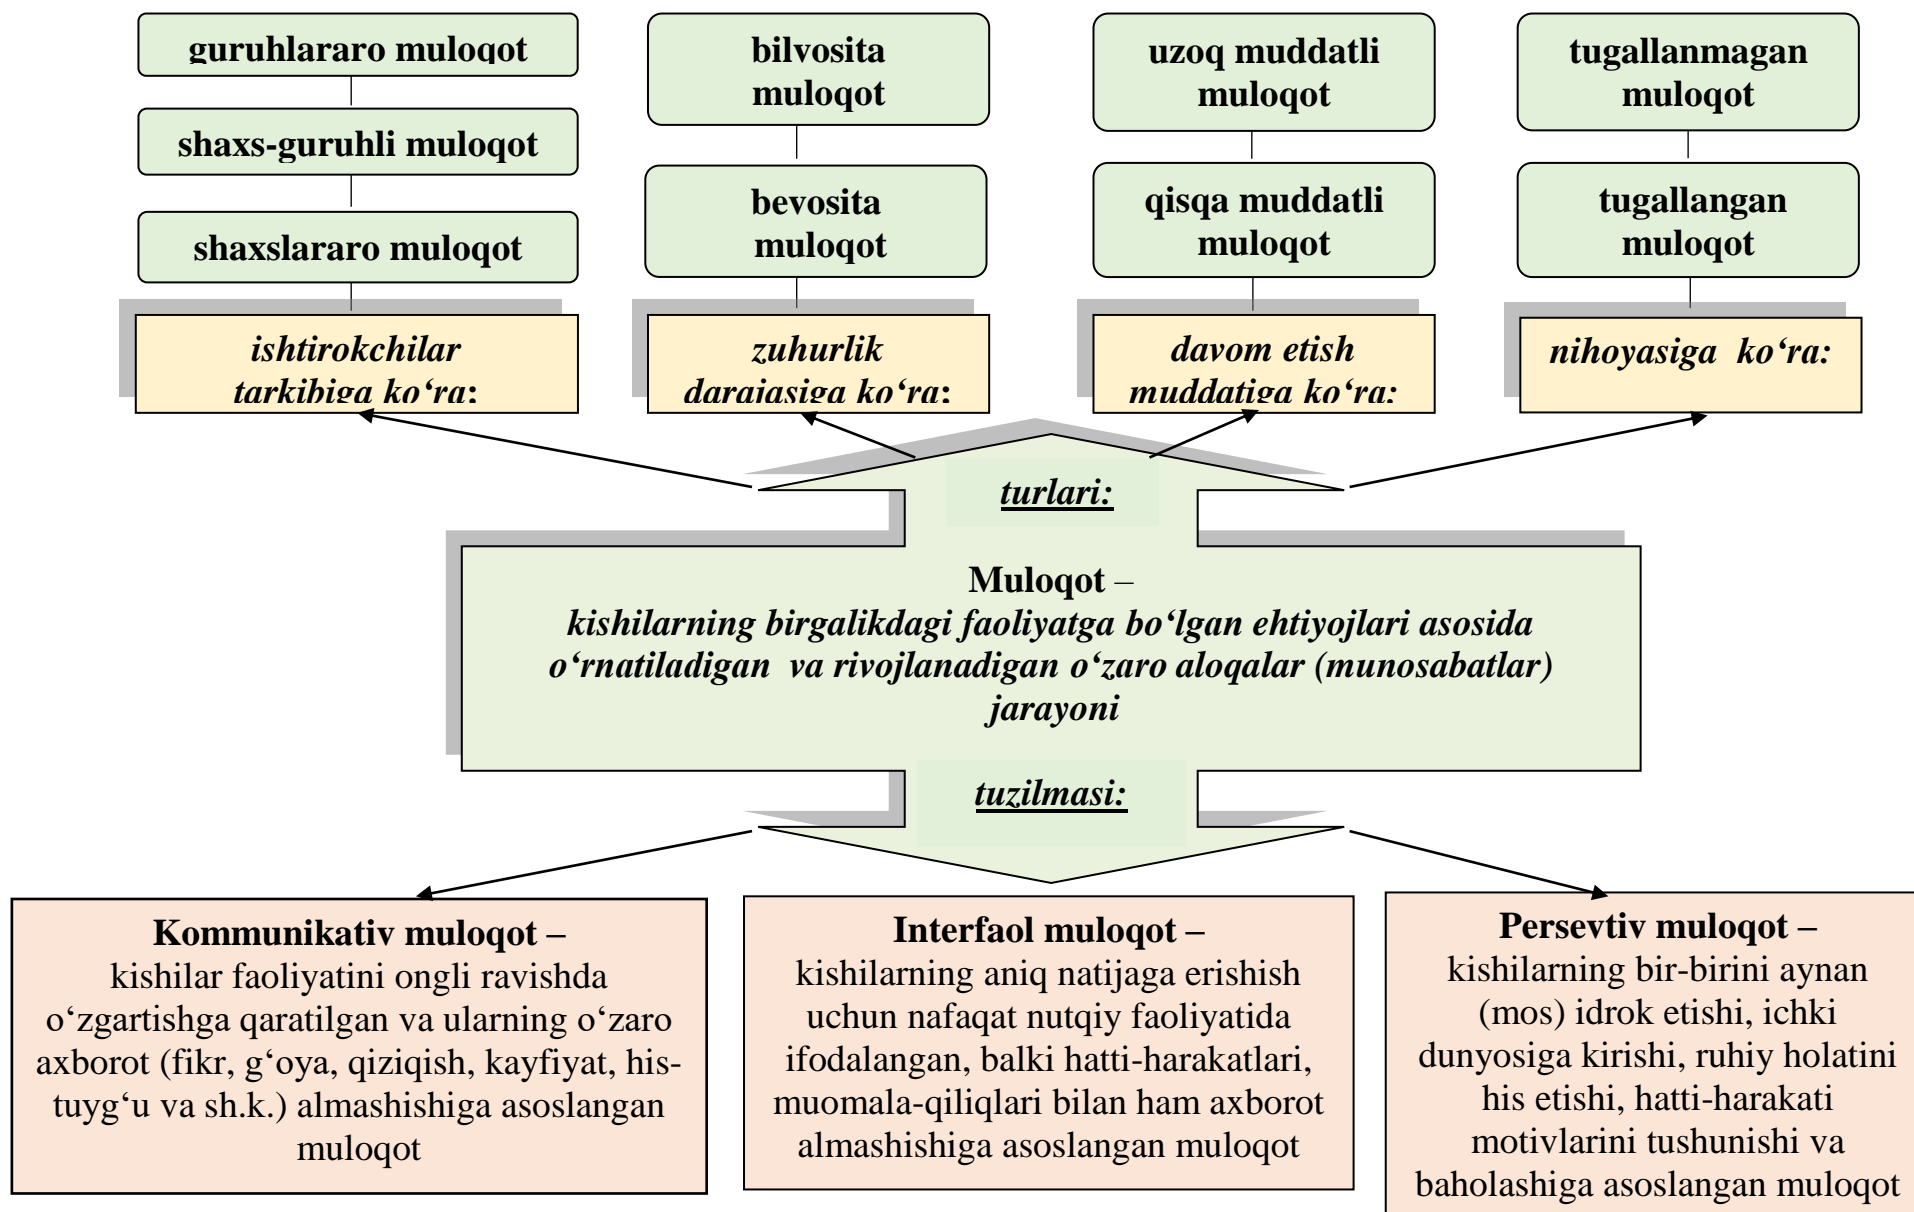 guruhlararo muloqot
shaxs-guruhli muloqot
shaxslararo muloqot
ishtirokchilar
tarkibiga ko‘ra:
bilvosita
muloqot
bevosita
muloqot
zuhurlik
darajasiga ko‘ra:
uzoq muddatli
muloqot
qisqa muddatli
muloqot
davom etish
muddatiga ko‘ra:
tugallanmagan
muloqot
tugallangan
muloqot
nihoyasiga ko‘ra:
turlari:
Muloqot –
kishilarning birgalikdagi faoliyatga bo‘lgan ehtiyojlari asosida
o‘rnatiladigan va rivojlanadigan o‘zaro aloqalar (munosabatlar)
jarayoni
tuzilmasi:
Kommunikativ muloqot –
kishilar faoliyatini ongli ravishda
o‘zgartishga qaratilgan va ularning o‘zaro
axborot (fikr, g‘oya, qiziqish, kayfiyat, his-
tuyg‘u va sh.k.) almashishiga asoslangan
muloqot
Interfaol muloqot –
kishilarning aniq natijaga erishish
uchun nafaqat nutqiy faoliyatida
ifodalangan, balki hatti-harakatlari,
muomala-qiliqlari bilan ham axborot
almashishiga asoslangan muloqot
Persevtiv muloqot –
kishilarning bir-birini aynan
(mos) idrok etishi, ichki
dunyosiga kirishi, ruhiy holatini
his etishi, hatti-harakati
motivlarini tushunishi va
baholashiga asoslangan muloqot